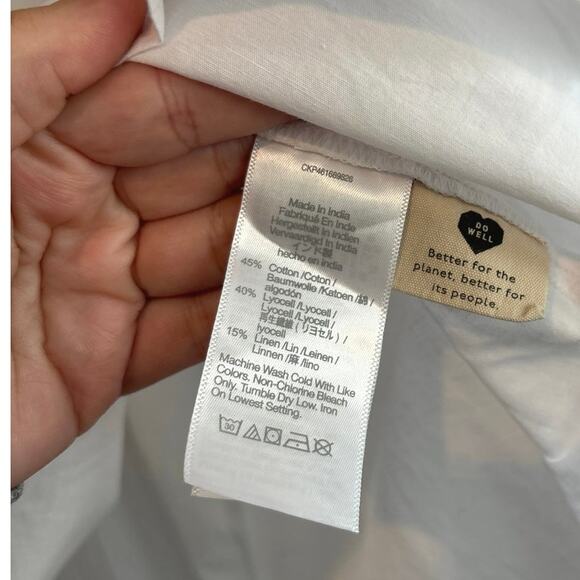 CKP461689826
Made In India
Fabriqué En Inde
Hergestellt In Indien
Vervaardigd In India
インド製
hecho en india
45% Cotton /Coton /
Baumwolle /Katoen /綿/
algodón
40% Lyocell /Lyocell /
Lyocell /Lyocell /
再生繊維 (リヨセル) /
lyocell
15% Linen /Lin /Leinen /
Linnen /麻 /lino
Machine Wash Cold With Like
Colors. Non-Chlorine Bleach
Only. Tumble Dry Low. Iron
On Lowest Setting.
30
DO
WELL
Better for the
planet, better for
its people.